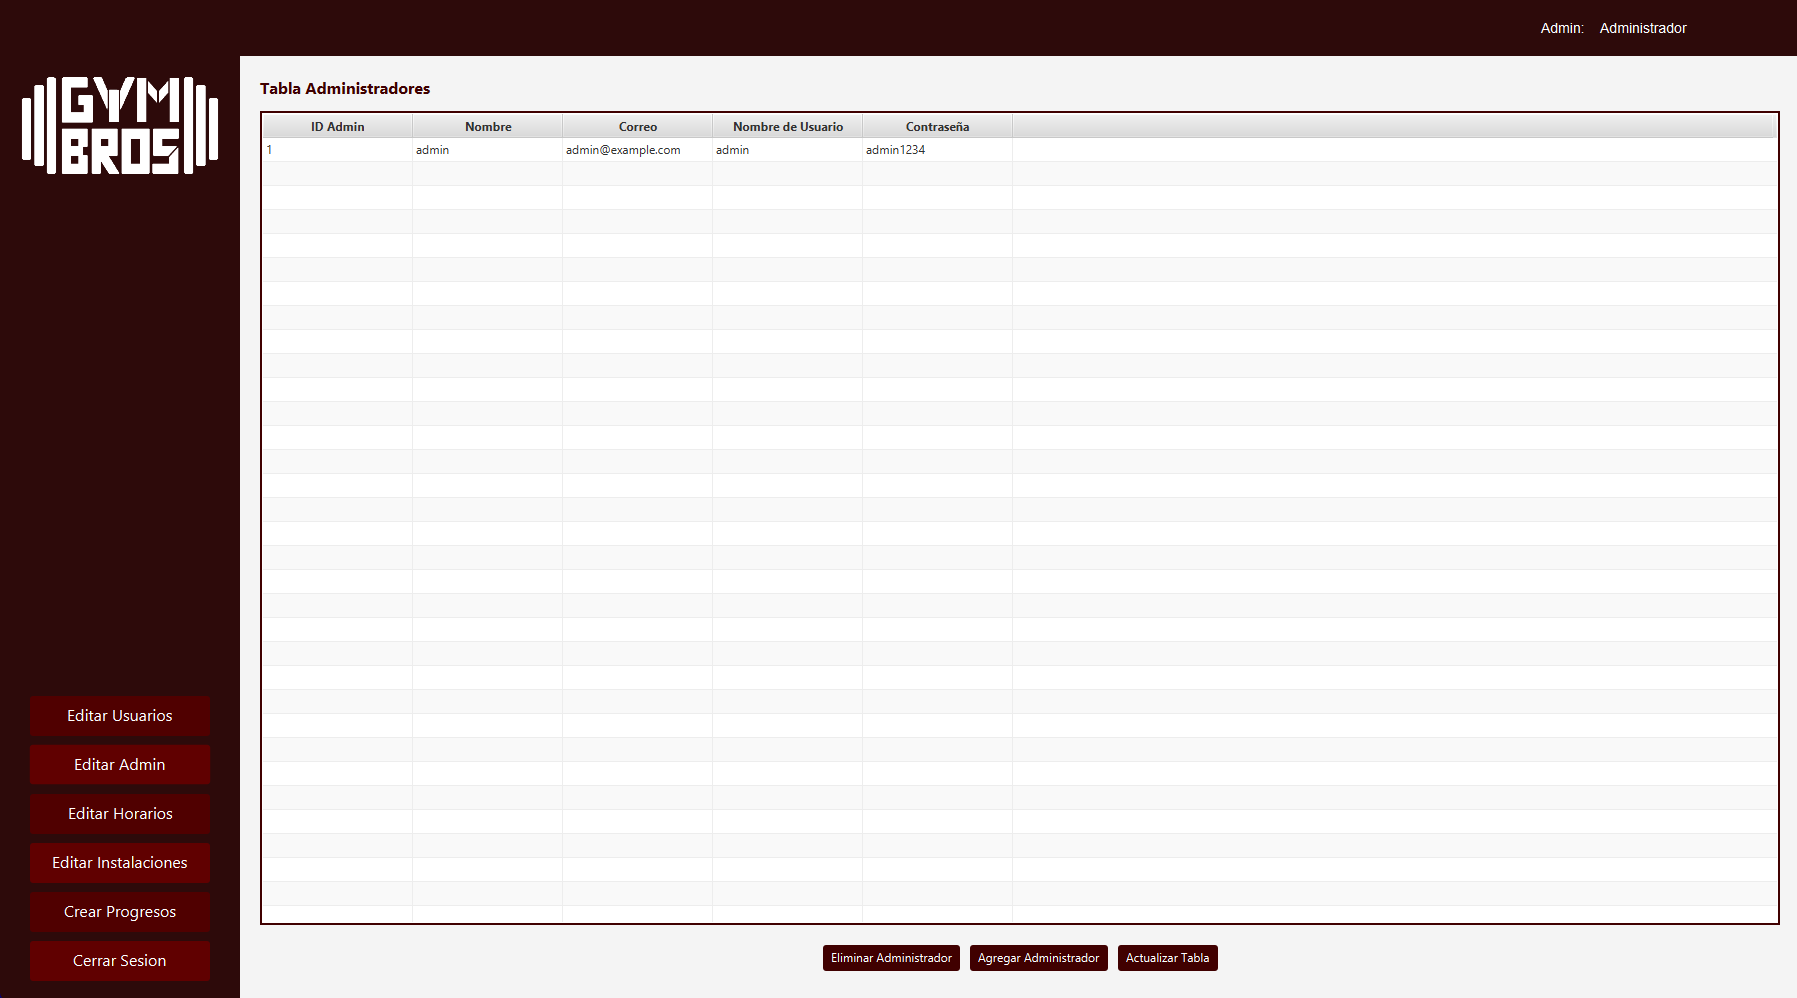 Admin: Administrador
GYM
BROS
Tabla Administradores
ID Admin Nombre Correo Nombre de Usuario Contraseña
1 admin admin@example.com admin admin1234
Editar Usuarios
Editar Admin
Editar Horarios
Editar Instalaciones
Crear Progresos
Cerrar Sesion
Eliminar Administrador Agregar Administrador Actualizar Tabla